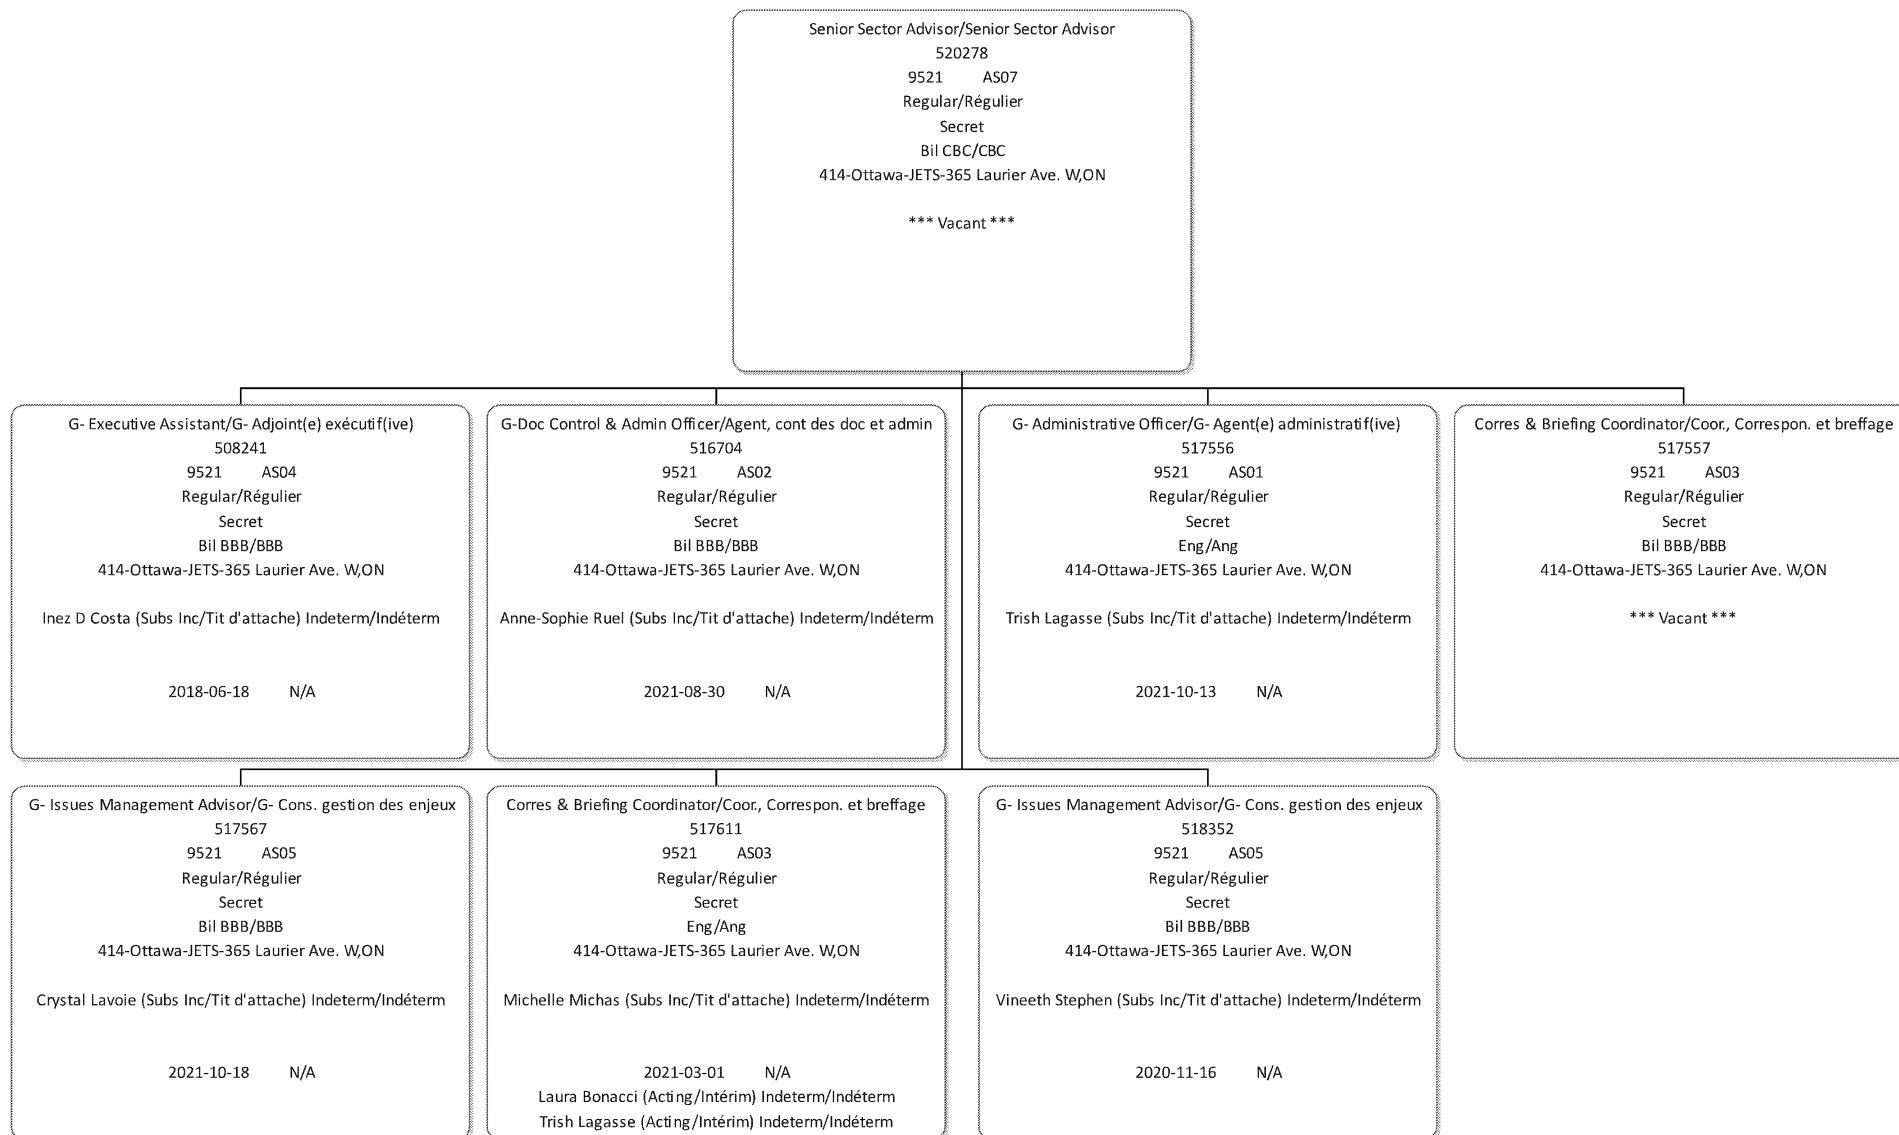 Senior Sector Advisor/Senior Sector Advisor
520278
9521 AS07
Regular/Régulier
Secret
Bil CBC/CBC
414-Ottawa-JETS-365 Laurier Ave. W,ON
*** Vacant ***
G- Executive Assistant/G- Adjoint(e) exécutif(ive)
508241
9521 AS04
Regular/Régulier
Secret
Bil BBB/BBB
414-Ottawa-JETS-365 Laurier Ave. W,ON
Inez D Costa (Subs Inc/Tit d'attache) Indeterm/Indéterm
2018-06-18 N/A
G-Doc Control & Admin Officer/Agent, cont des doc et admin
516704
9521 AS02
Regular/Régulier
Secret
Bil BBB/BBB
414-Ottawa-JETS-365 Laurier Ave. W,ON
Anne-Sophie Ruel (Subs Inc/Tit d'attache) Indeterm/Indéterm
2021-08-30 N/A
G- Administrative Officer/G- Agent(e) administratif(ive)
517556
9521 AS01
Regular/Régulier
Secret
Eng/Ang
414-Ottawa-JETS-365 Laurier Ave. W,ON
Trish Lagasse (Subs Inc/Tit d'attache) Indeterm/Indéterm
2021-10-13 N/A
Corres & Briefing Coordinator/Coor., Correspon. et breffage
517557
9521 AS03
Regular/Régulier
Secret
Bil BBB/BBB
414-Ottawa-JETS-365 Laurier Ave. W,ON
*** Vacant ***
G- Issues Management Advisor/G- Cons. gestion des enjeux
517567
9521 AS05
Regular/Régulier
Secret
Bil BBB/BBB
414-Ottawa-JETS-365 Laurier Ave. W,ON
Crystal Lavoie (Subs Inc/Tit d'attache) Indeterm/Indéterm
2021-10-18 N/A
Corres & Briefing Coordinator/Coor., Correspon. et breffage
517611
9521 AS03
Regular/Régulier
Secret
Eng/Ang
414-Ottawa-JETS-365 Laurier Ave. W,ON
Michelle Michas (Subs Inc/Tit d'attache) Indeterm/Indéterm
2021-03-01 N/A
Laura Bonacci (Acting/Intérim) Indeterm/Indéterm
Trish Lagasse (Acting/Intérim) Indeterm/Indéterm
G- Issues Management Advisor/G- Cons. gestion des enjeux
518352
9521 AS05
Regular/Régulier
Secret
Bil BBB/BBB
414-Ottawa-JETS-365 Laurier Ave. W,ON
Vineeth Stephen (Subs Inc/Tit d'attache) Indeterm/Indéterm
2020-11-16 N/A